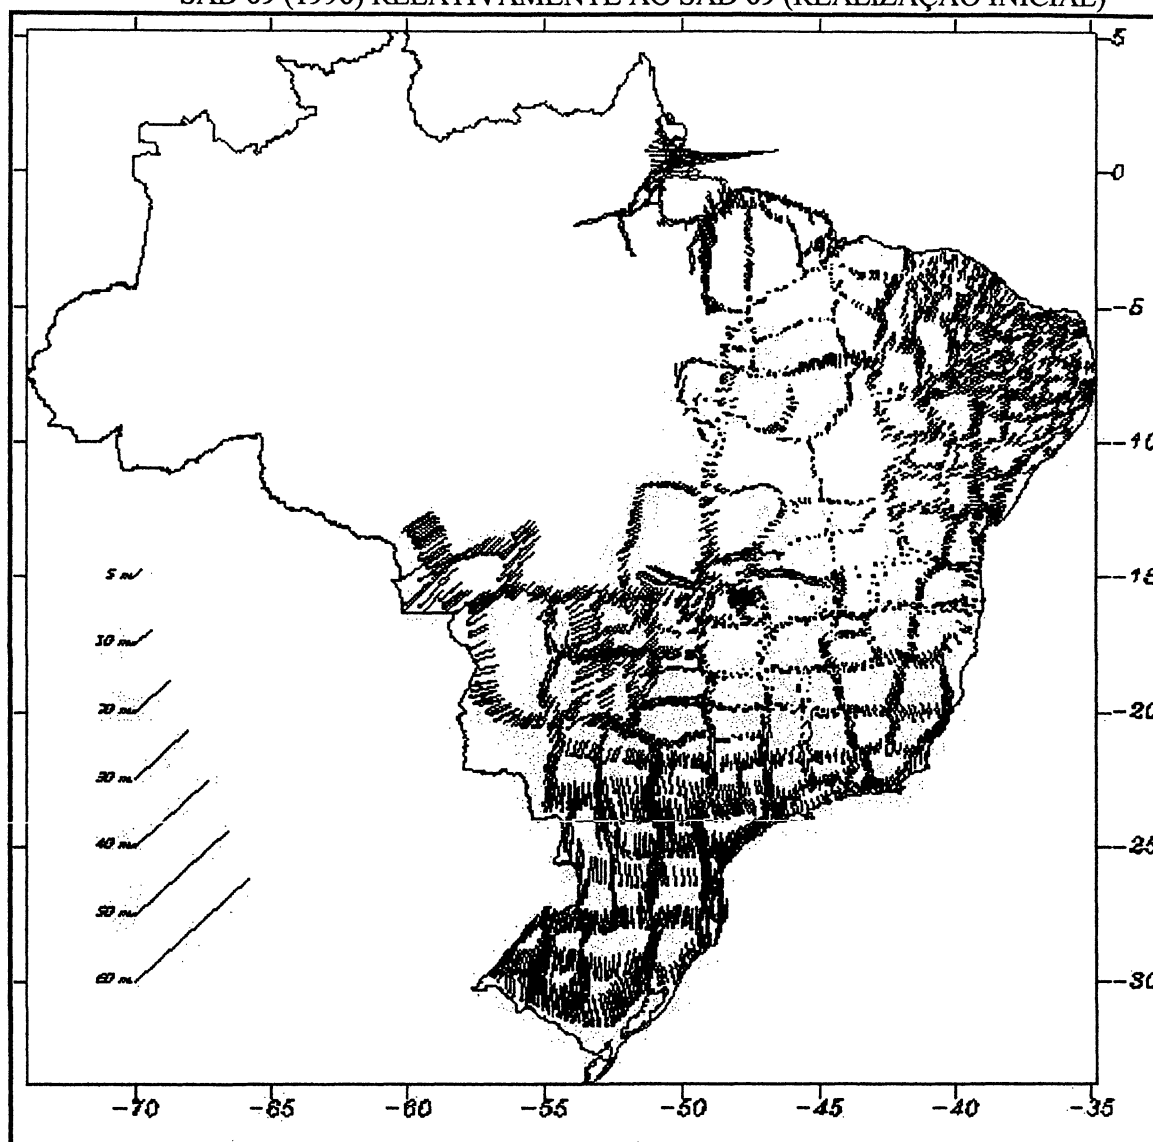 SAD-69 (1996) RELATIVAMENTE AO SAD-69 (REALIZAÇÃO INICIAL)
5
0
-5
-10
5 m
-15
10 m
20 m
-20
30 m
40 m
-25
50 m
60 m
-30
-70 -65 -60 -55 -50 -45 -40 -35